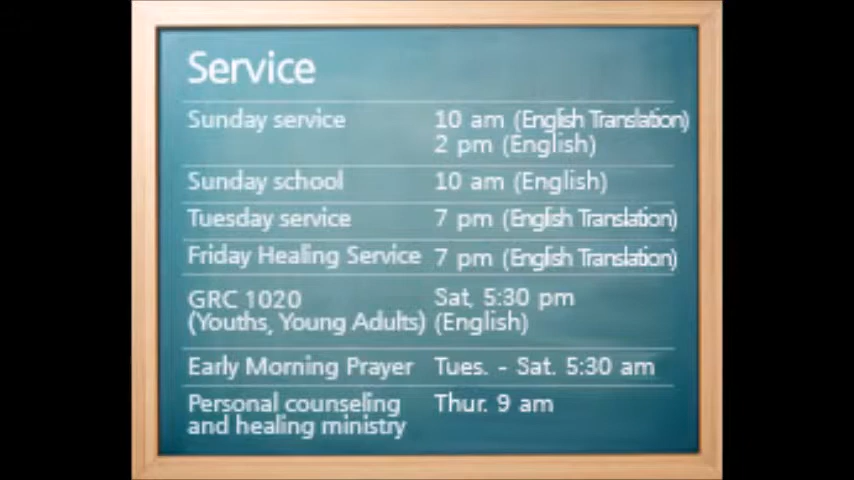 Service
Sunday service 10 am (English Translation)
2 pm (English)
Sunday school 10 am (English)
Tuesday service 7 pm (English Translation)
Friday Healing Service 7 pm (English Translation)
GRC 1020 Sat, 5:30 pm
(Youths, Young Adults) (English)
Early Morning Prayer Tues. - Sat. 5:30 am
Personal counseling Thur. 9 am
and healing ministry